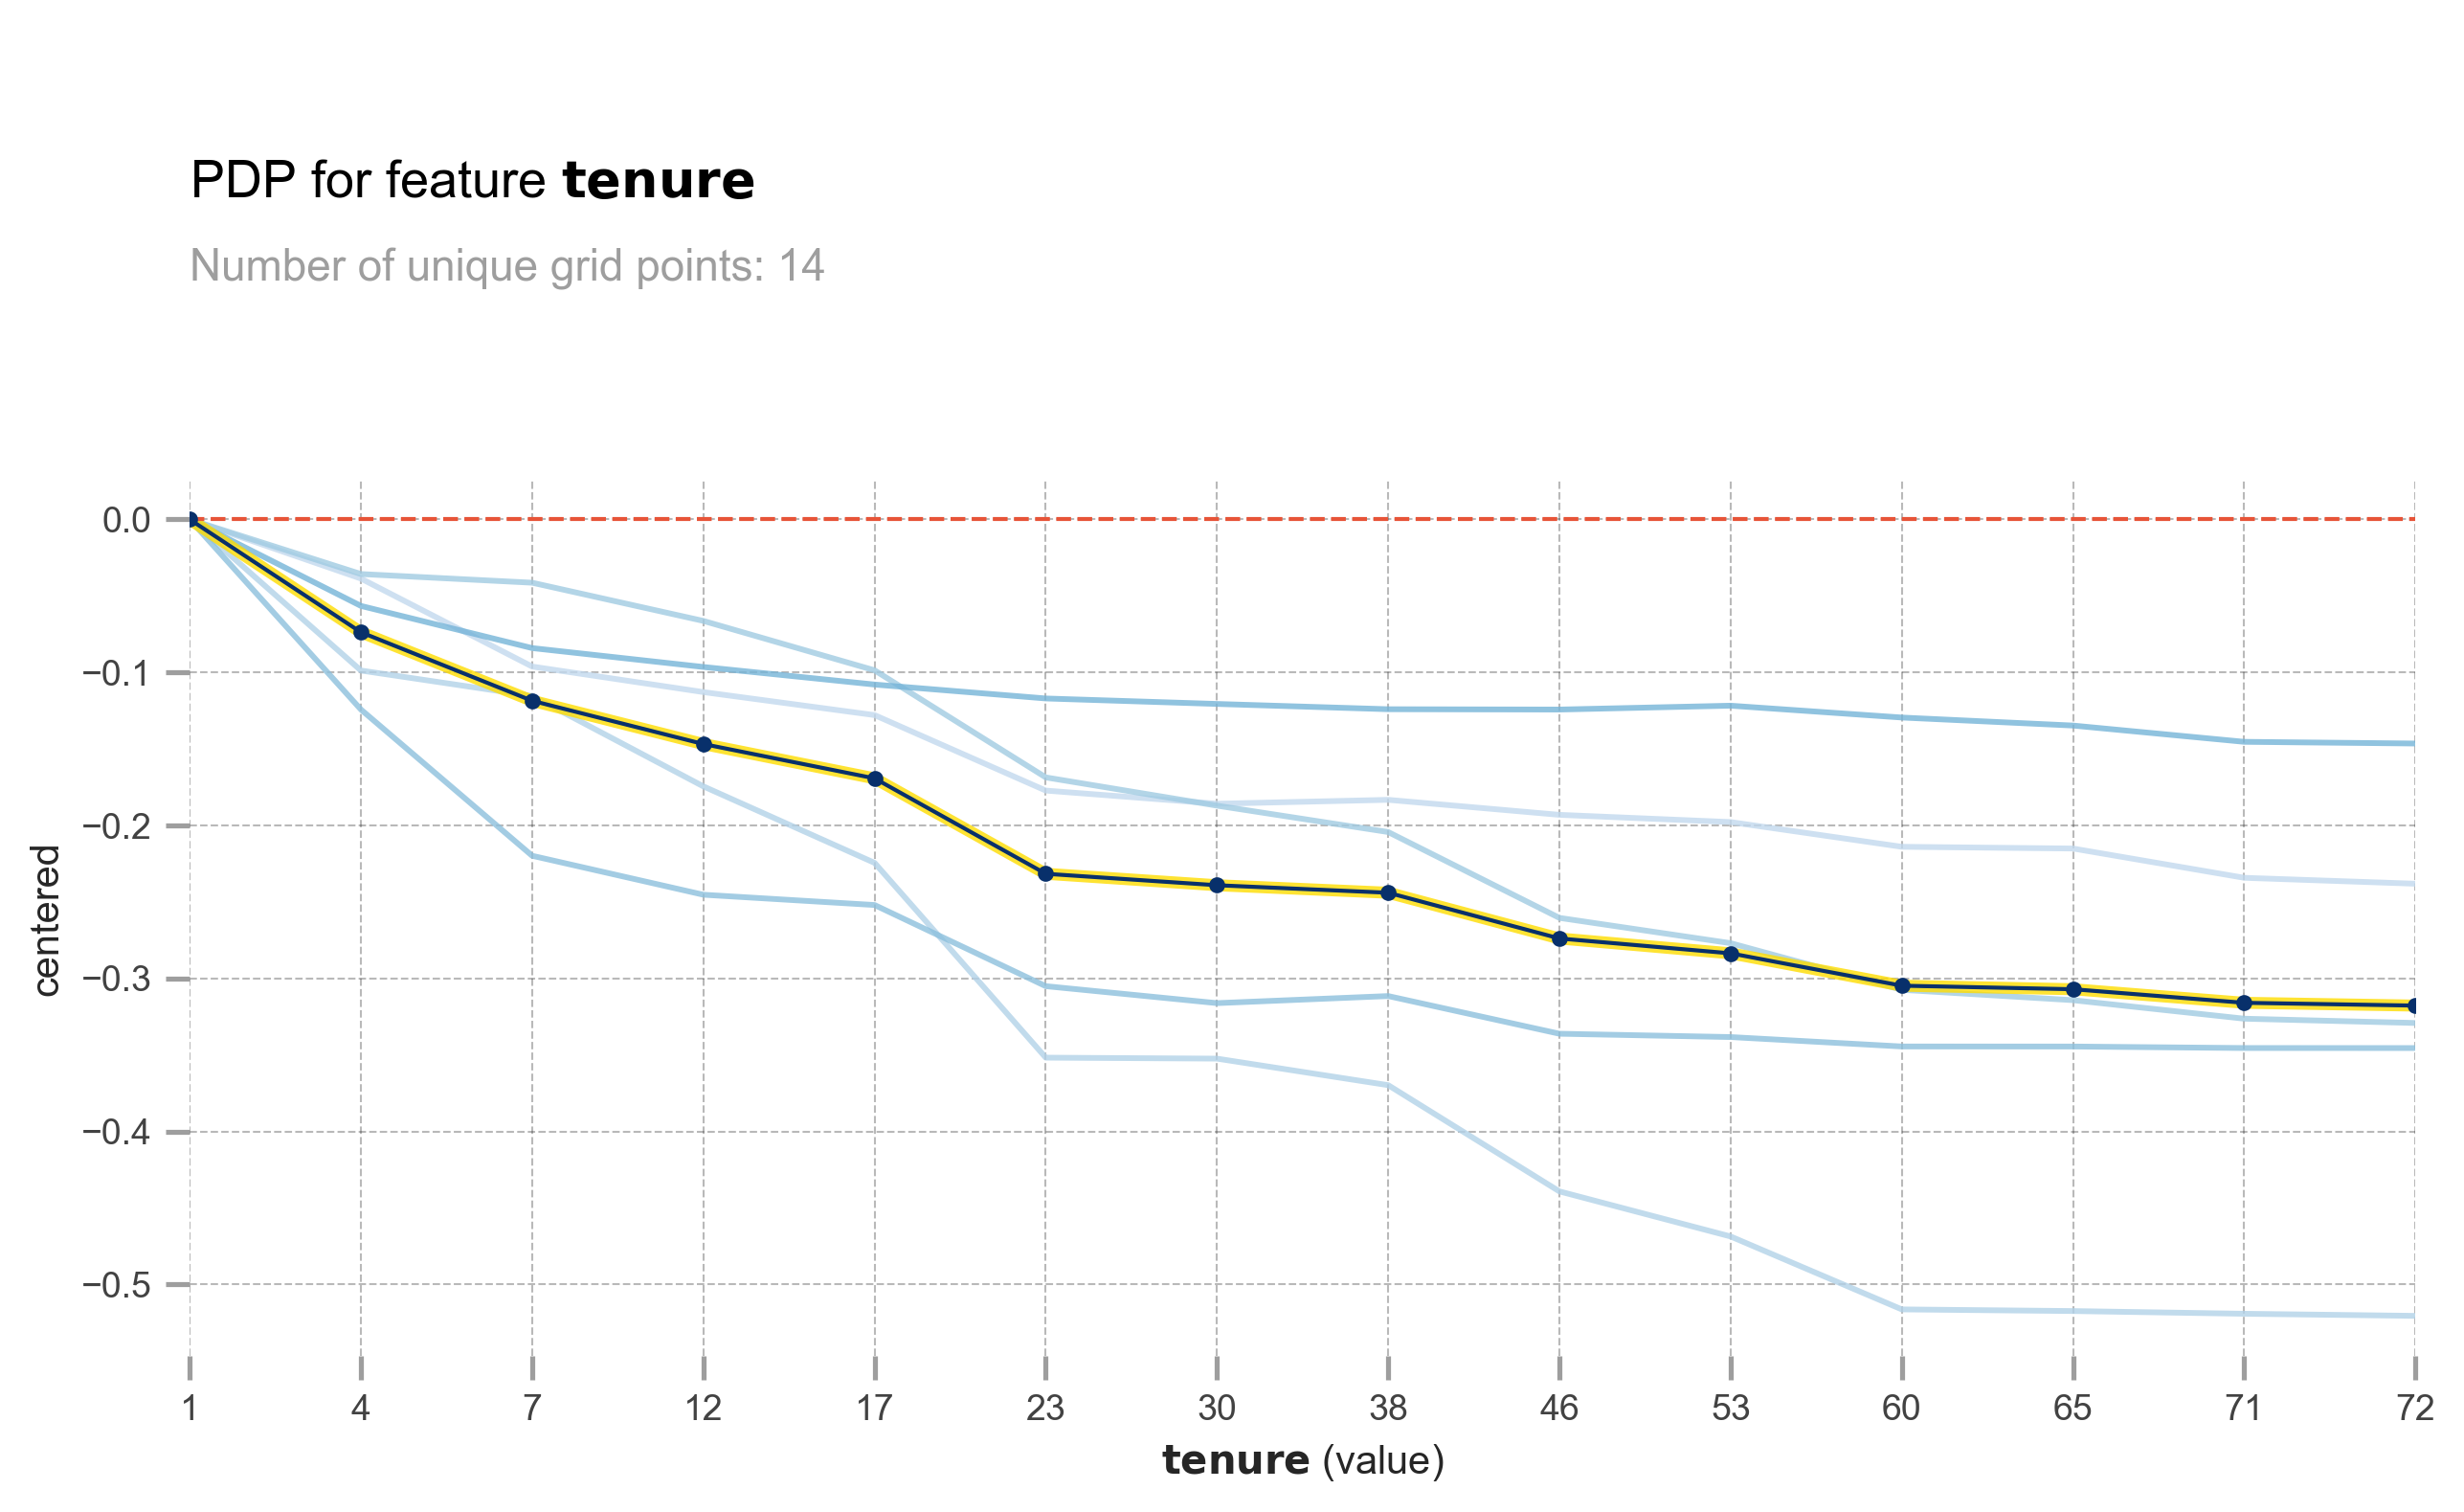 PDP for feature tenure
Number of unique grid points: 14
0.0
−0.1
−0.2
−0.3
−0.4
−0.5
centered
1 4 7 12 17 23 30 38 46 53 60 65 71 72
tenure (value)